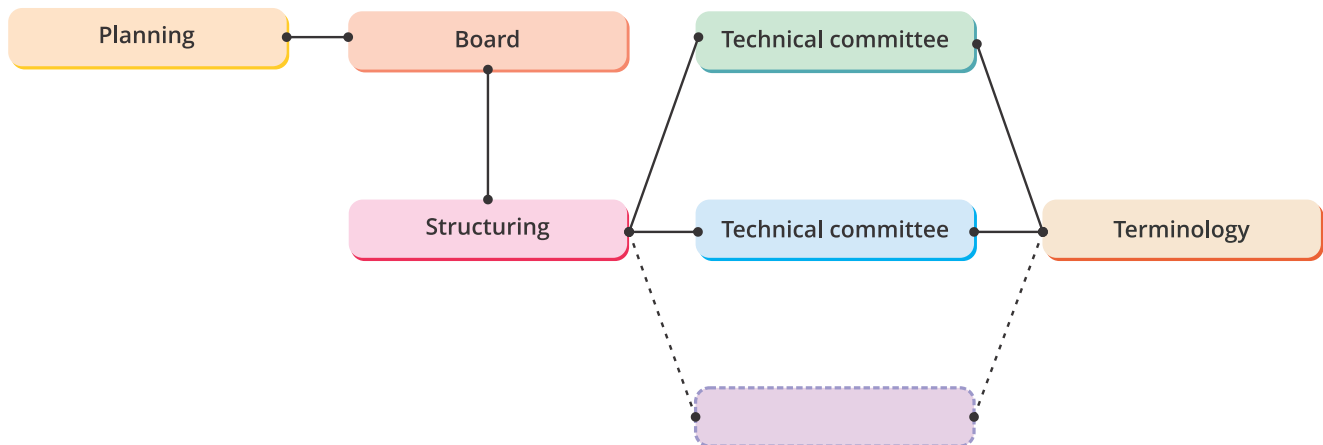 Planning
Board
Technical committee
Structuring
Technical committee
Terminology